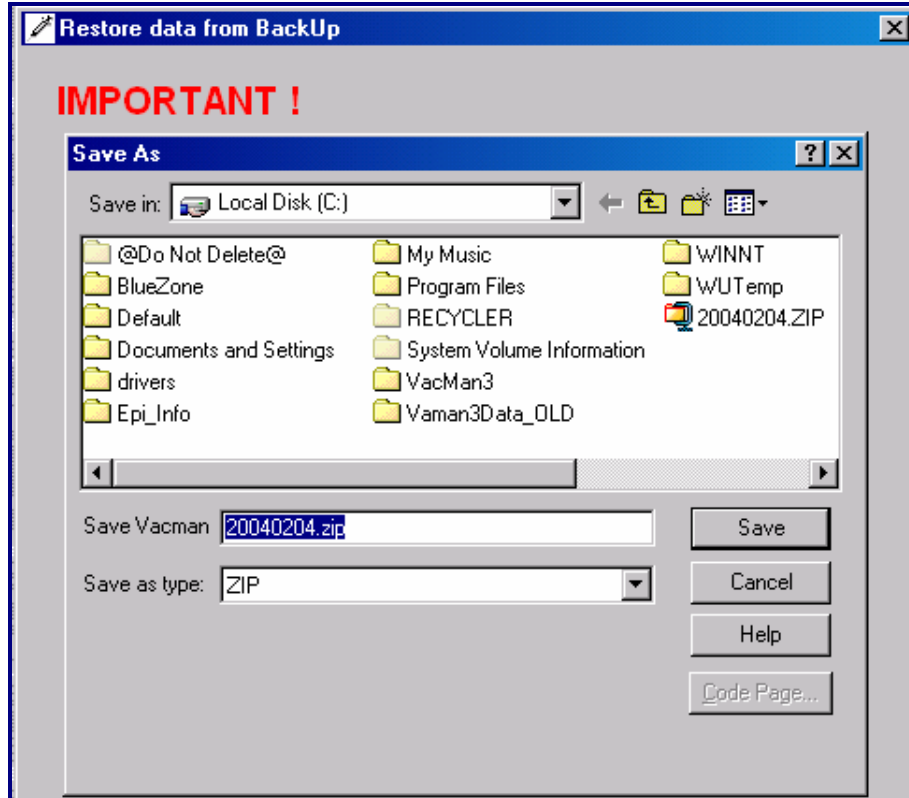 Restore data from BackUp
IMPORTANT !
Save As
Save in: Local Disk (C:)
@Do Not Delete@ My Music WINNT
BlueZone Program Files WUTemp
Default RECYCLER 20040204.ZIP
Documents and Settings System Volume Information
drivers VacMan3
Epi_Info Vaman3Data_OLD
Save Vacman 20040204.zip Save
Save as type: ZIP Cancel
Help
Code Page...